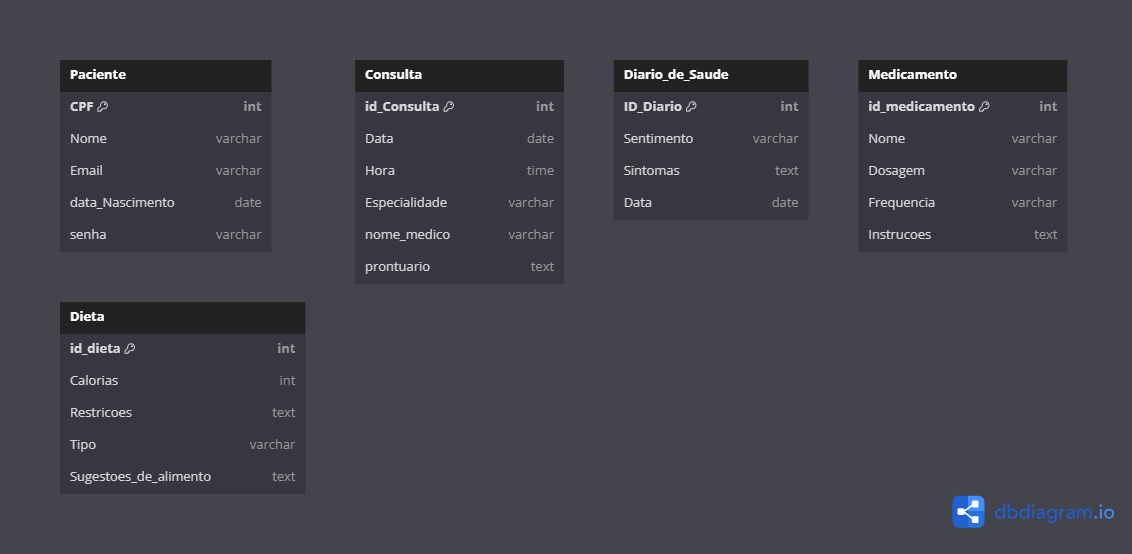 Paciente
CPF int
Nome varchar
Email varchar
data_Nascimento date
senha varchar
Consulta
id_Consulta int
Data date
Hora time
Especialidade varchar
nome_medico varchar
prontuario text
Diario_de_Saude
ID_Diario int
Sentimento varchar
Sintomas text
Data date
Medicamento
id_medicamento int
Nome varchar
Dosagem varchar
Frequencia varchar
Instrucoes text
Dieta
id_dieta int
Calorias int
Restricoes text
Tipo varchar
Sugestoes_de_alimento text
dbdiagram.io